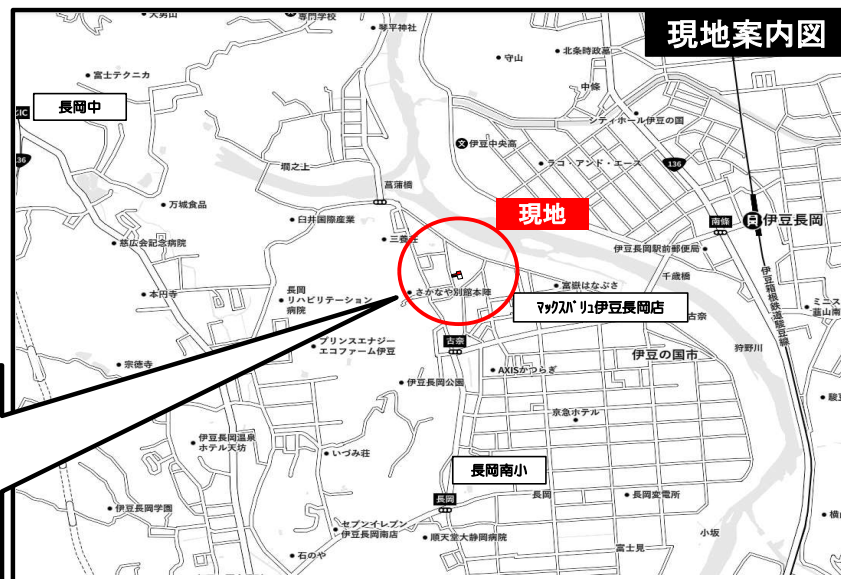 現地案内図
専門学校
琴平神社
守山
北条時政墓
富士テクニカ
中條
長岡中
IC
シティホール伊豆の国
伊豆中央高
136
ラコ・アンド・エース
136
墹之上
菖蒲橋
万城食品
臼井国際産業
現地
南條
伊豆長岡
三養荘
慈広会記念病院
伊豆長岡駅前郵便局
千歳橋
伊豆箱根鉄道駿豆線
長岡
リハビリテーション
病院
本円寺
さかなや別館本陣
富嶽はなぶさ
マックスバリュ伊豆長岡店
古奈
ミニス
韮山南
プリンスエナジー
エコファーム伊豆
古奈
狩野川
伊豆の国市
宗徳寺
AXISかつらぎ
伊豆長岡公園
京急ホテル
伊豆長岡温泉
ホテル天坊
いづみ荘
長岡南小
長岡
長岡
長岡変電所
伊豆長岡学園
セブンイレブン
伊豆長岡南店
順天堂大静岡病院
小坂
石のや
富士見